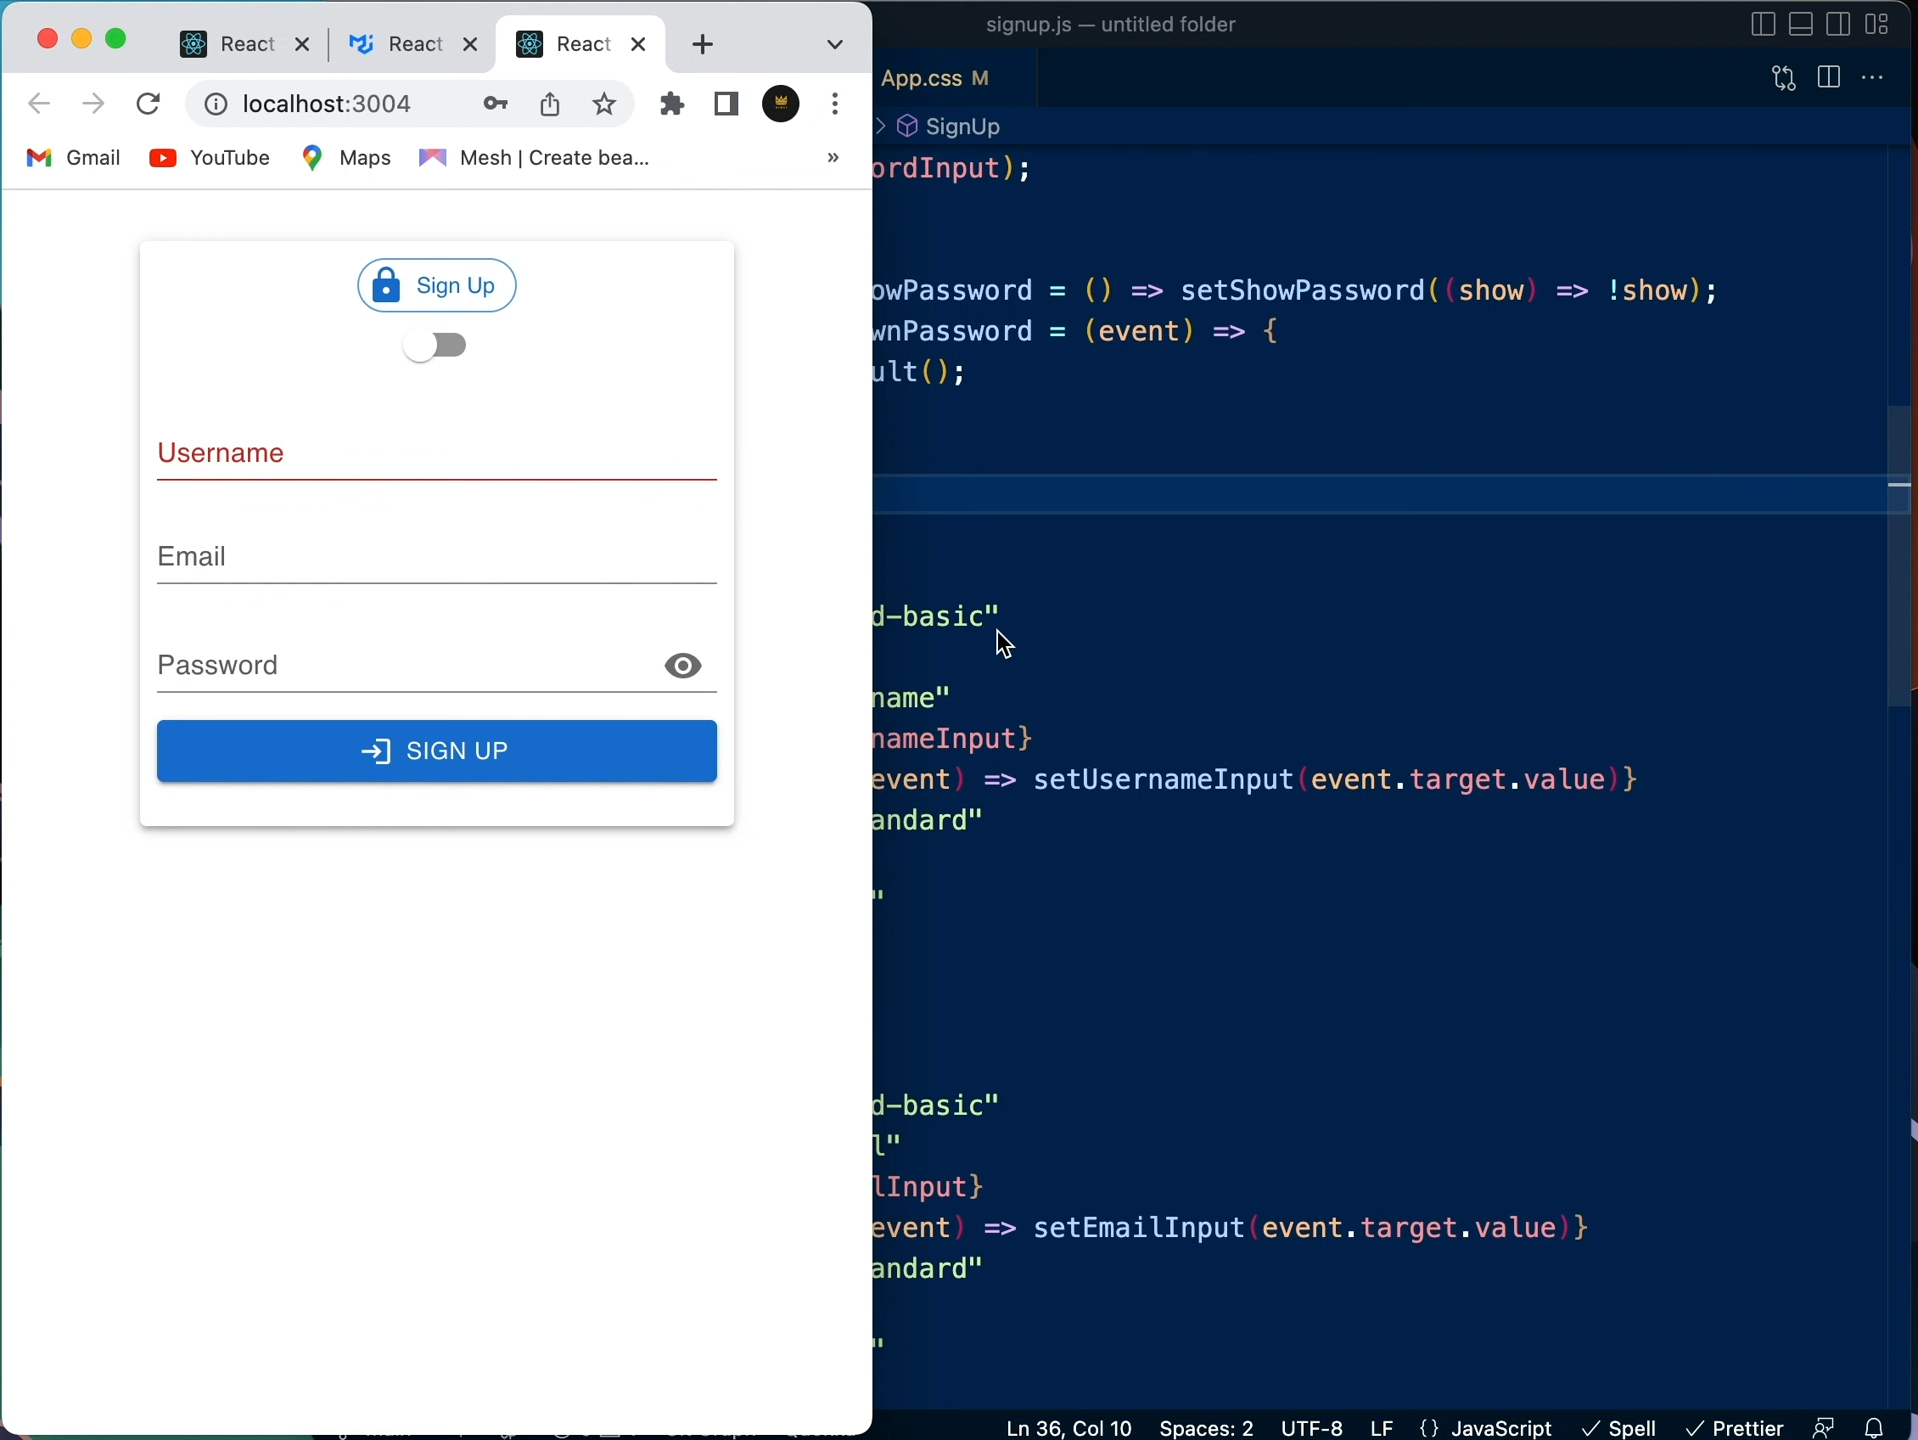 React
React
React
signup.js — untitled folder
localhost:3004
App.css M
Gmail
YouTube
Maps
Mesh | Create bea...
»
SignUp
ordInput);
owPassword = () => setShowPassword((show) => !show);
wnPassword = (event) => {
ult();
Sign Up
Username
Email
Password
SIGN UP
d-basic"
name"
nameInput}
event) => setUsernameInput(event.target.value)}
andard"
"
d-basic"
l"
lInput}
event) => setEmailInput(event.target.value)}
andard"
"
Ln 36, Col 10 Spaces: 2 UTF-8 LF {} JavaScript ✓ Spell ✓ Prettier